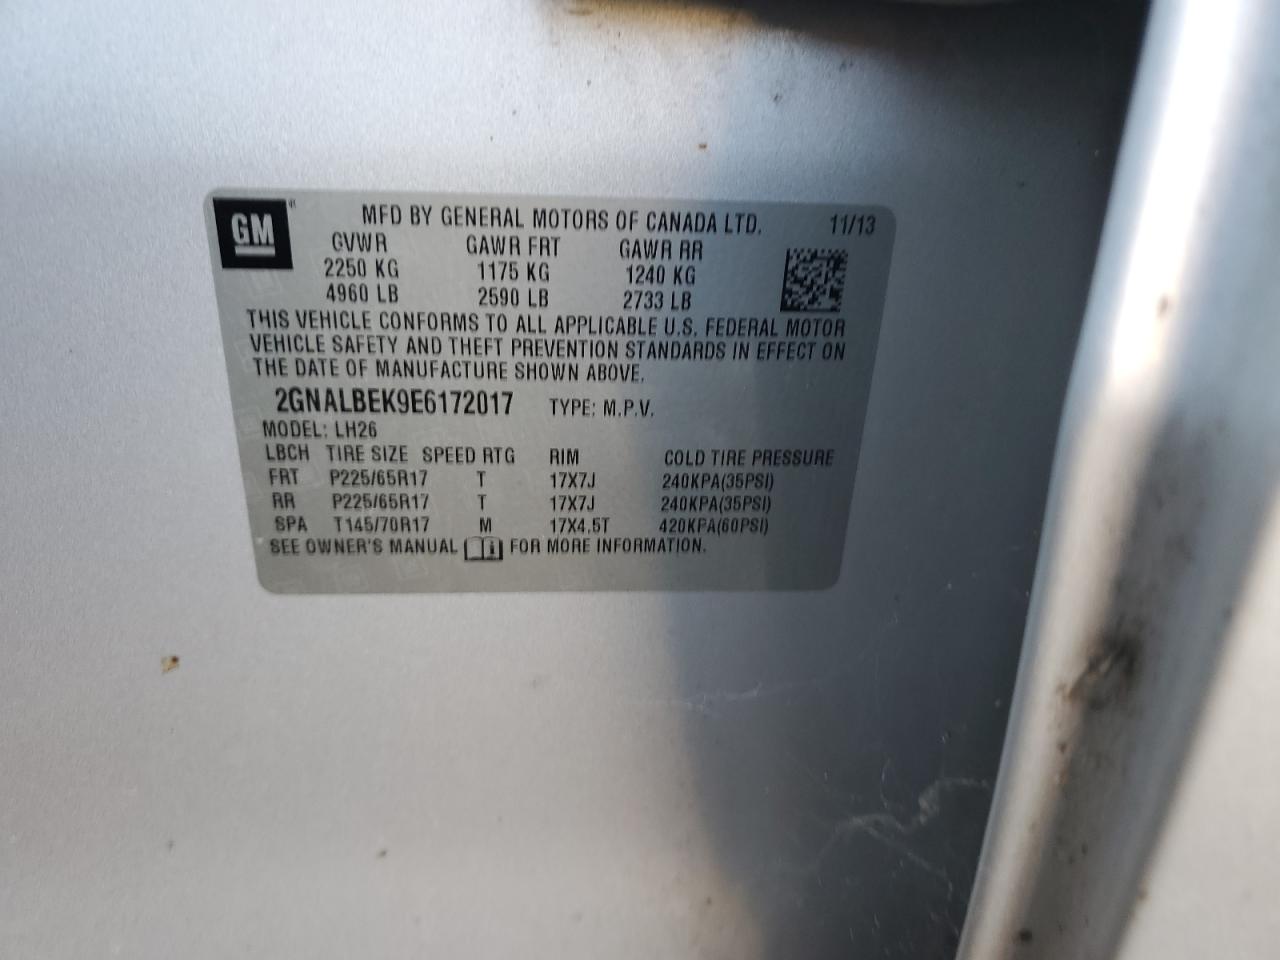 GM
MFD BY GENERAL MOTORS OF CANADA LTD. 11/13
GVWR GAWR FRT GAWR RR
2250 KG 1175 KG 1240 KG
4960 LB 2590 LB 2733 LB
THIS VEHICLE CONFORMS TO ALL APPLICABLE U.S. FEDERAL MOTOR
VEHICLE SAFETY AND THEFT PREVENTION STANDARDS IN EFFECT ON
THE DATE OF MANUFACTURE SHOWN ABOVE.
2GNALBEK9E6172017 TYPE: M.P.V.
MODEL: LH26
LBCH TIRE SIZE SPEED RTG RIM COLD TIRE PRESSURE
FRT P225/65R17 T 17X7J 240KPA(35PSI)
RR P225/65R17 T 17X7J 240KPA(35PSI)
SPA T145/70R17 M 17X4.5T 420KPA(60PSI)
SEE OWNER'S MANUAL FOR MORE INFORMATION.